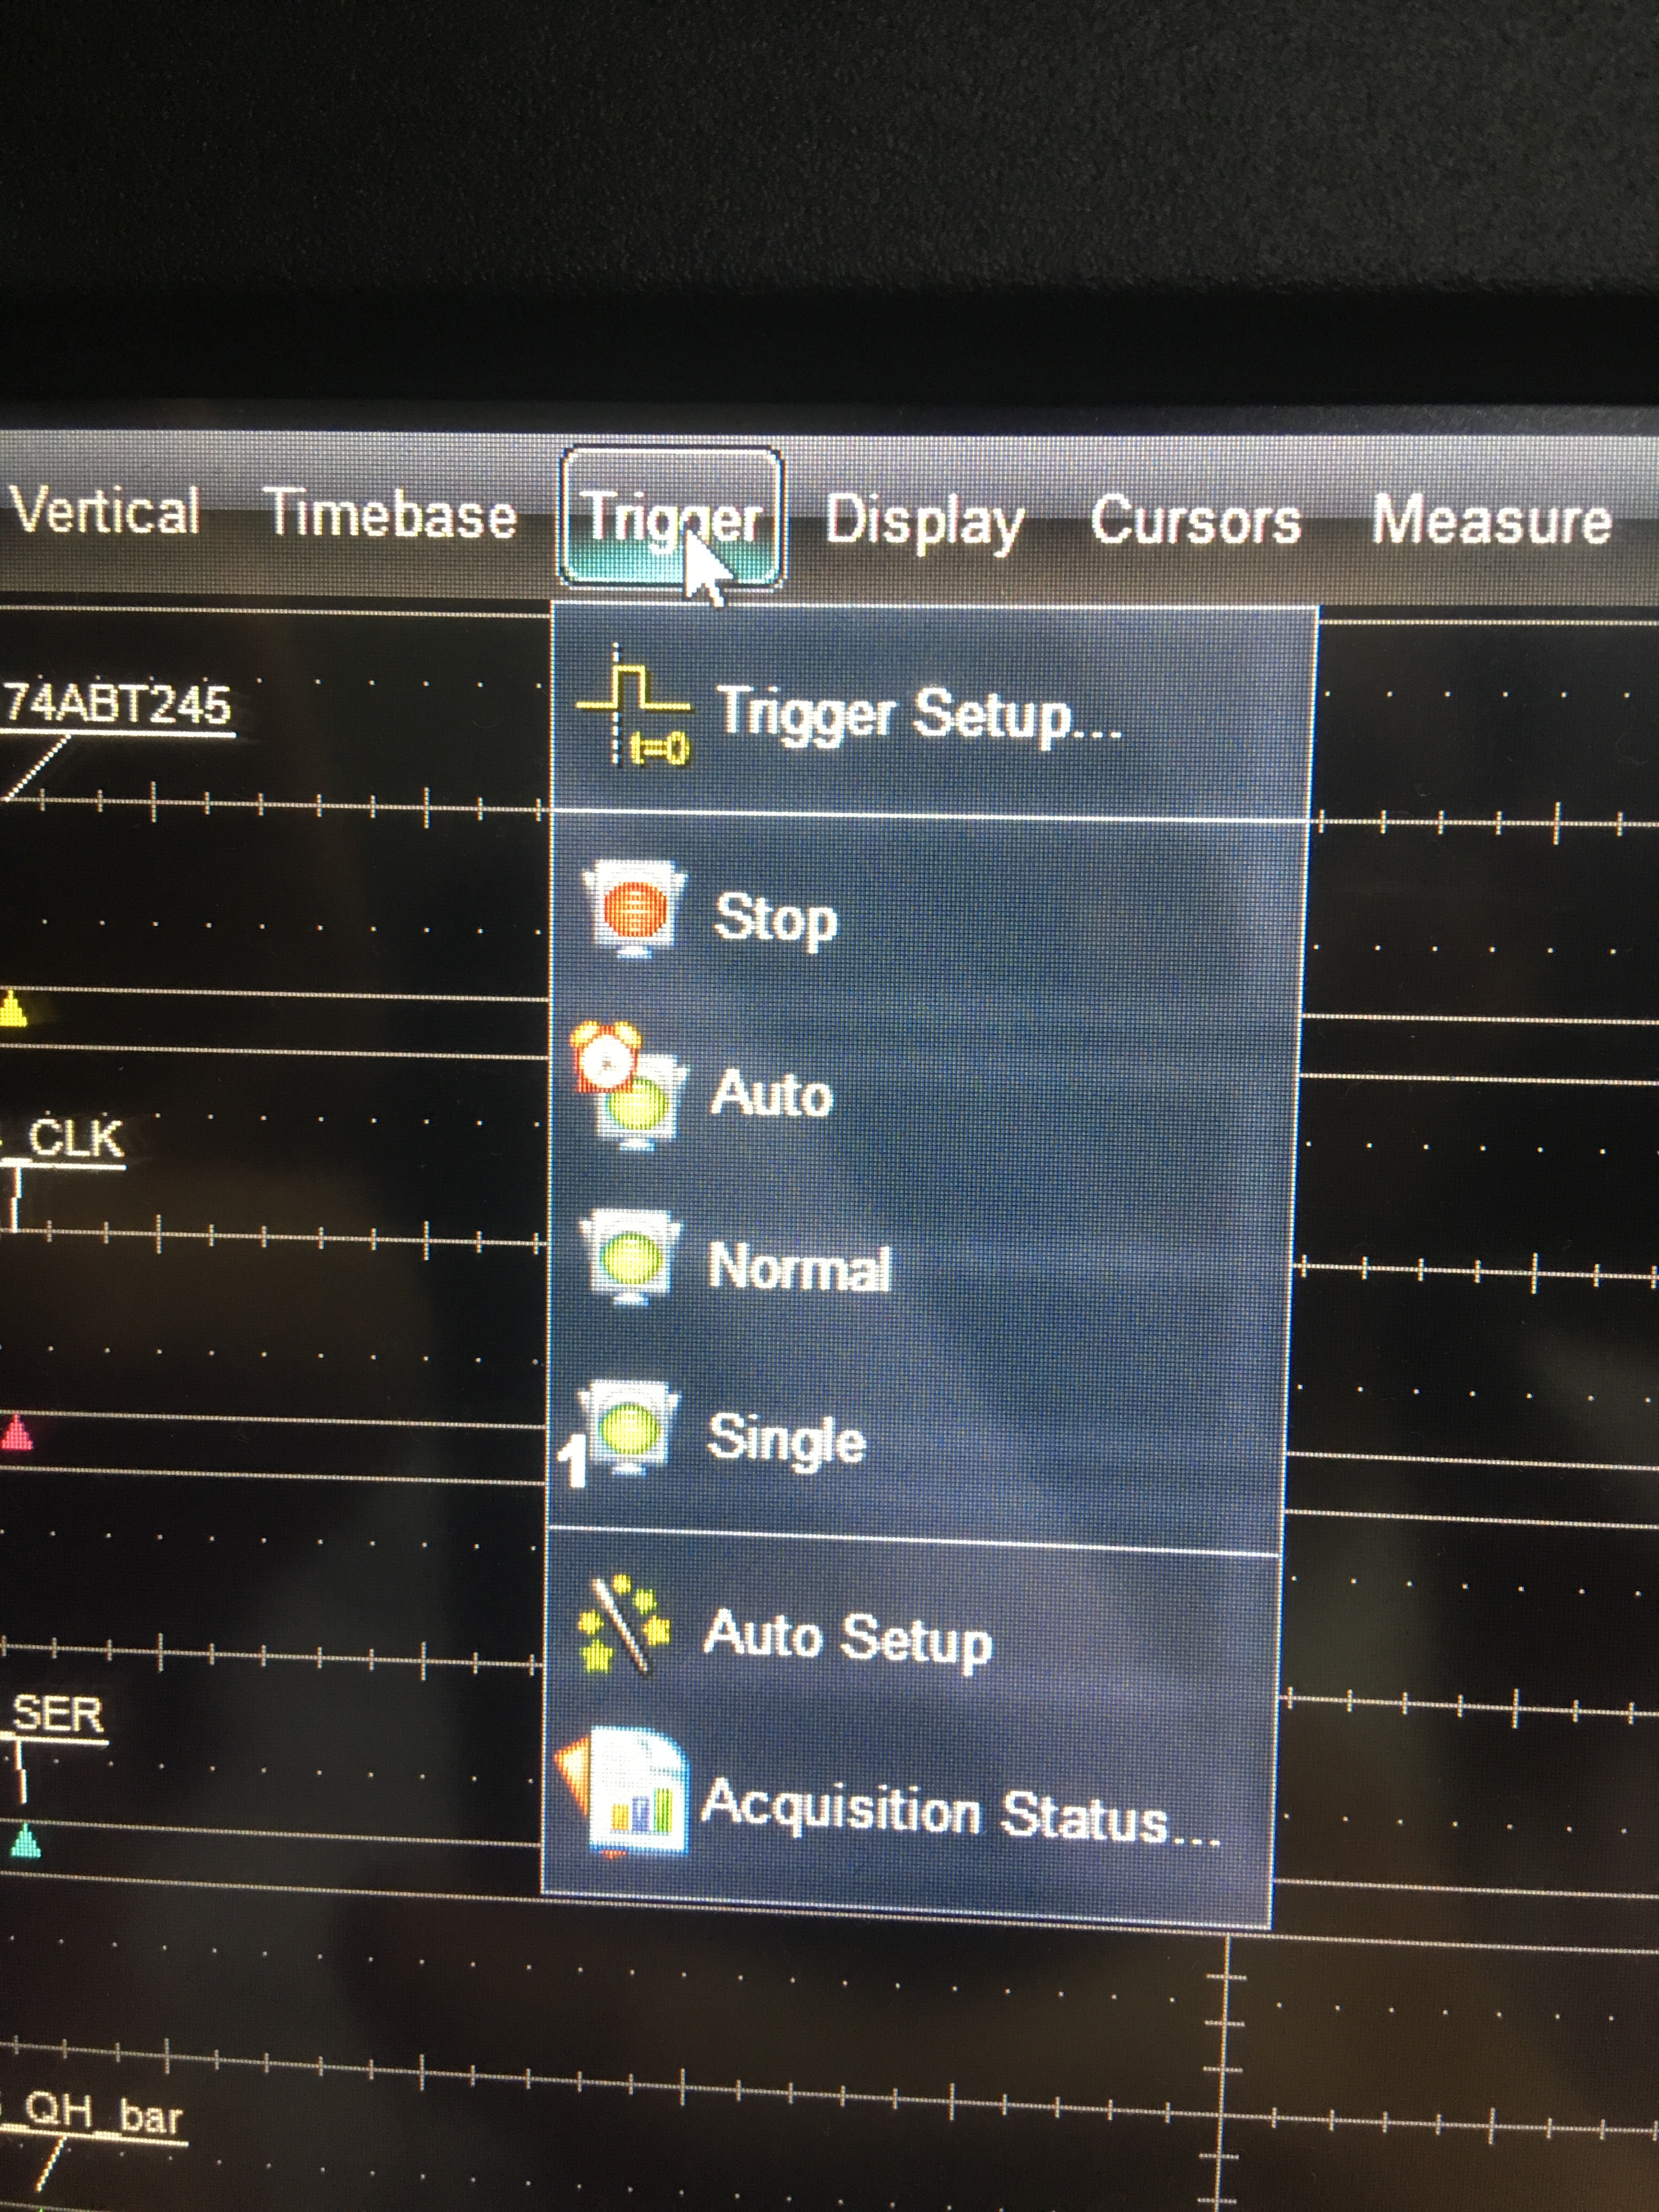 Vertical Timebase Trigger Display Cursors Measure
74ABT245
t=0 Trigger Setup...
Stop
Auto
_CLK
Normal
1 Single
Auto Setup
SER
Acquisition Status...
_QH_bar